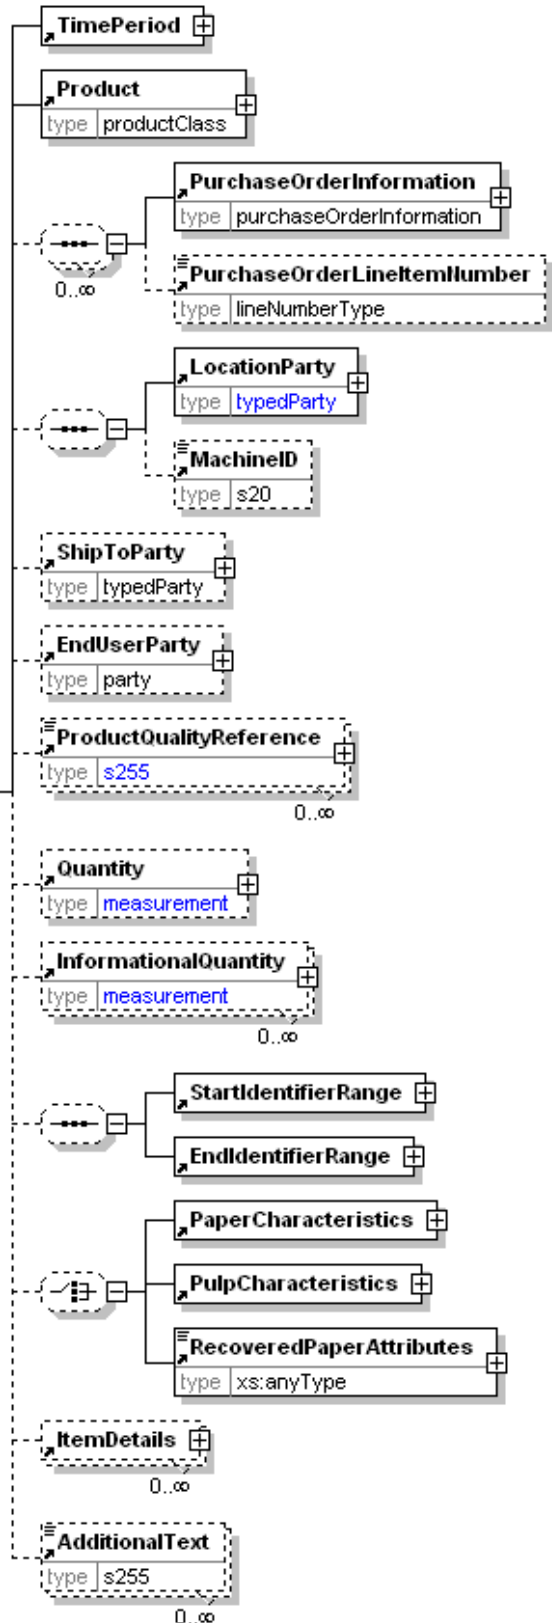 TimePeriod
Product
type productClass
PurchaseOrderInformation
type purchaseOrderInformation
0..∞
PurchaseOrderLineItemNumber
type lineNumberType
LocationParty
type typedParty
MachineID
type s20
ShipToParty
type typedParty
EndUserParty
type party
ProductQualityReference
type s255
0..∞
Quantity
type measurement
InformationalQuantity
type measurement
0..∞
StartIdentifierRange
EndIdentifierRange
PaperCharacteristics
PulpCharacteristics
RecoveredPaperAttributes
type xs:anyType
ItemDetails
0..∞
AdditionalText
type s255
0..∞